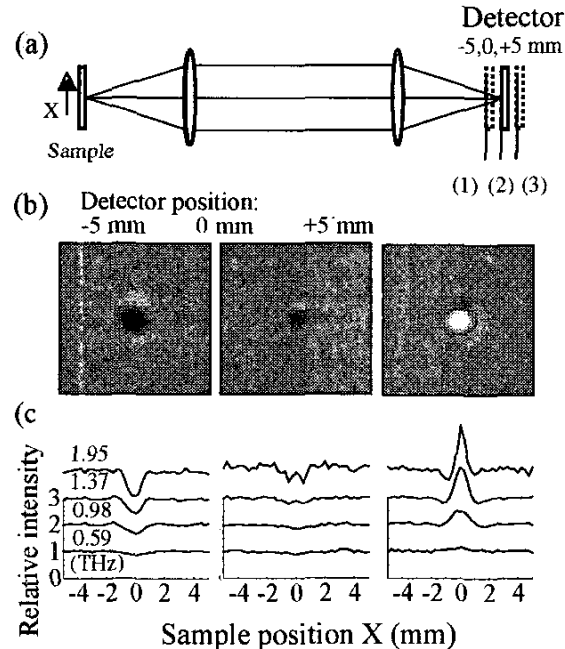 (a)
Detector
-5,0,+5 mm
X
Sample
(1) (2) (3)
(b)
Detector position:
-5 mm 0 mm +5 mm
(c
Relative intensity
1.95
1.37
0.98
0.59
(THz)
3
2
1
0
-4 -2 0 2 4 -4 -2 0 2 4 -4 -2 0 2 4
Sample position X (mm)